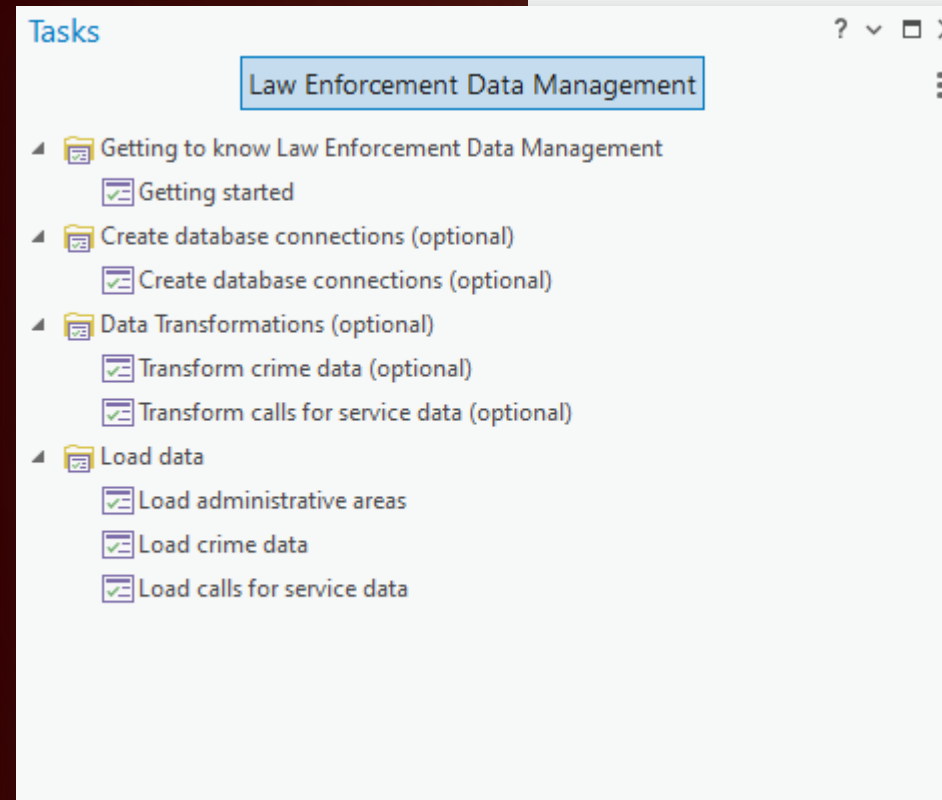 Tasks
?
Law Enforcement Data Management
Getting to know Law Enforcement Data Management
Getting started
Create database connections (optional)
Create database connections (optional)
Data Transformations (optional)
Transform crime data (optional)
Transform calls for service data (optional)
Load data
Load administrative areas
Load crime data
Load calls for service data